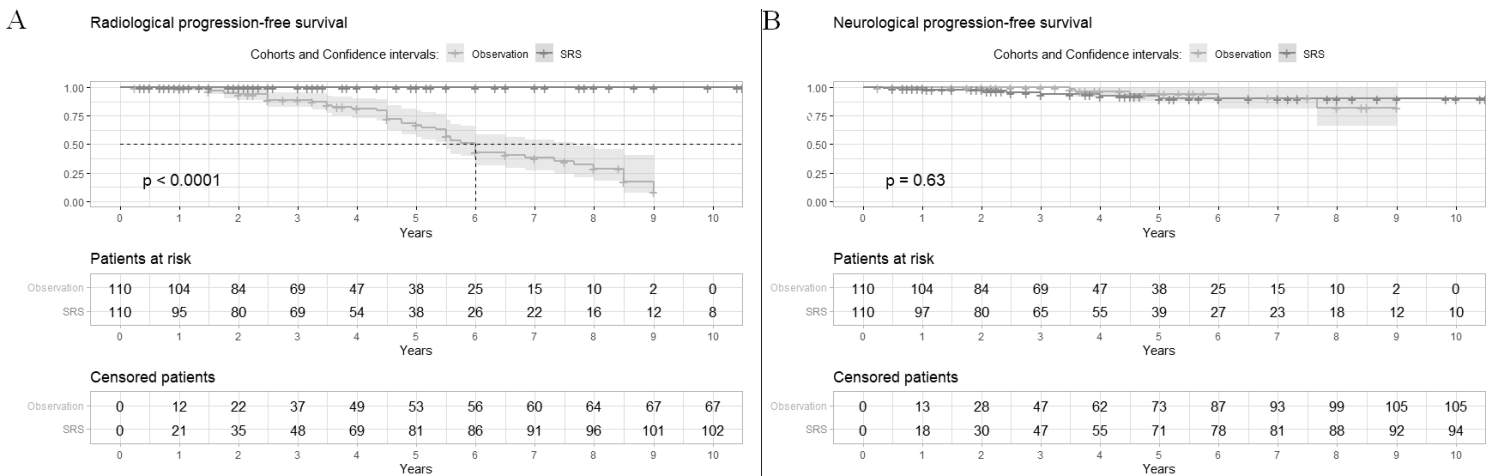 A
Radiological progression-free survival
Cohorts and Confidence intervals: Observation SRS
1.00
0.75
0.50
0.25
0.00
p < 0.0001
0 1 2 3 4 5 6 7 8 9 10
Years
Patients at risk
Observation 110 104 84 69 47 38 25 15 10 2 0
SRS 110 95 80 69 54 38 26 22 16 12 8
0 1 2 3 4 5 6 7 8 9 10
Years
Censored patients
Observation 0 12 22 37 49 53 56 60 64 67 67
SRS 0 21 35 48 69 81 86 91 96 101 102
0 1 2 3 4 5 6 7 8 9 10
Years
B
Neurological progression-free survival
Cohorts and Confidence intervals: Observation SRS
1.00
0.75
0.50
0.25
0.00
p = 0.63
0 1 2 3 4 5 6 7 8 9 10
Years
Patients at risk
Observation 110 104 84 69 47 38 25 15 10 2 0
SRS 110 97 80 65 55 39 27 23 18 12 10
0 1 2 3 4 5 6 7 8 9 10
Years
Censored patients
Observation 0 13 28 47 62 73 87 93 99 105 105
SRS 0 18 30 47 55 71 78 81 88 92 94
0 1 2 3 4 5 6 7 8 9 10
Years